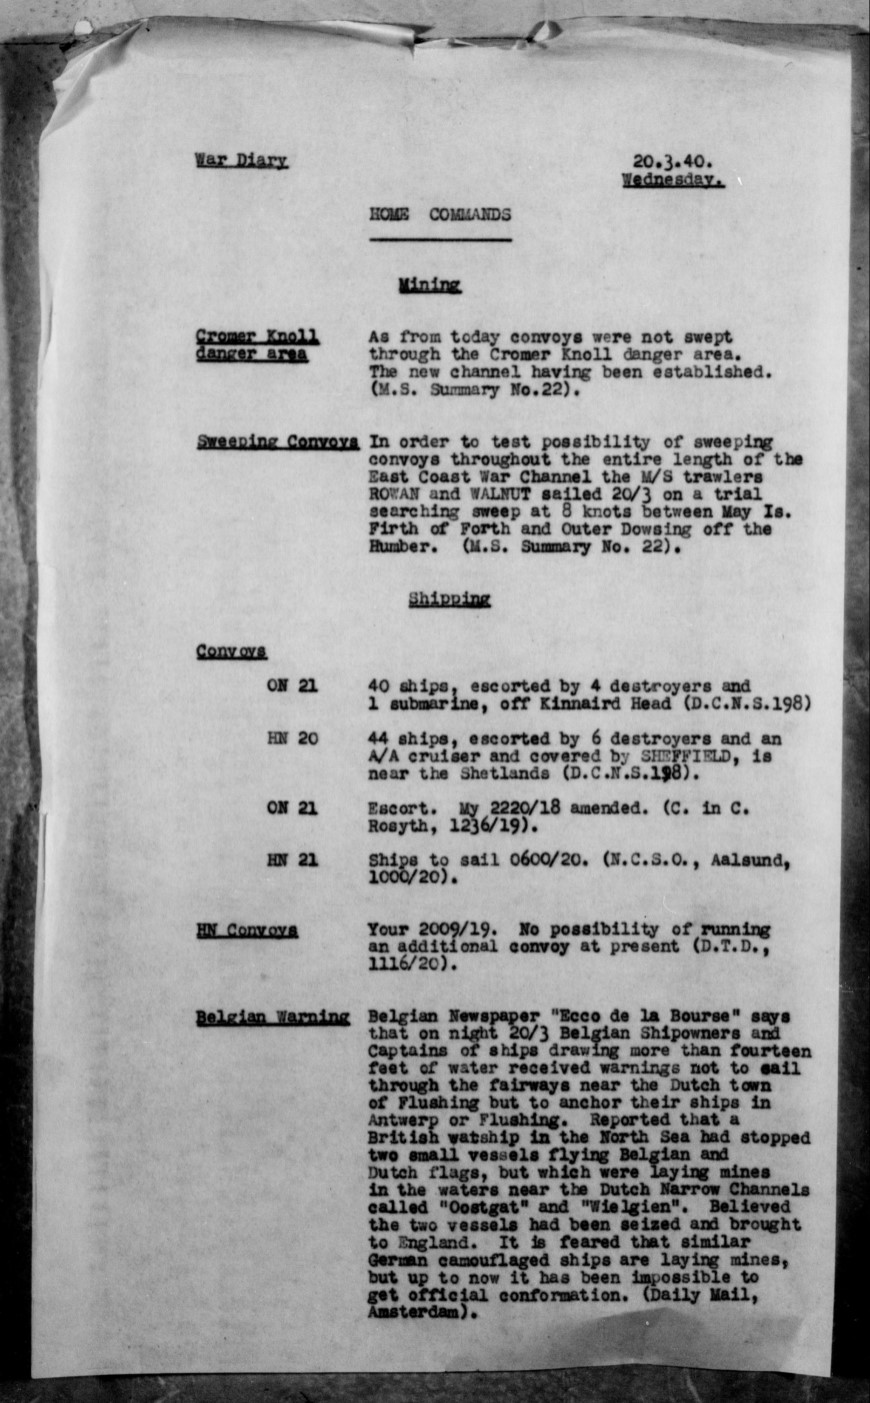 War Diary
20.3.40.
Wednesday.
HOME COMMANDS
Mining
Cromer Knoll
danger area
As from today convoys were not swept
through the Cromer Knoll danger area.
The new channel having been established.
(M.S. Summary No.22).
Sweeping Convoys
In order to test possibility of sweeping
convoys throughout the entire length of the
East Coast War Channel the M/S trawlers
ROWAN and WALNUT sailed 20/3 on a trial
searching sweep at 8 knots between May Is.
Firth of Forth and Outer Dowsing off the
Humber. (M.S. Summary No. 22).
Shipping
Convoys
ON 21
40 ships, escorted by 4 destroyers and
1 submarine, off Kinnaird Head (D.C.N.S.198)
HN 20
44 ships, escorted by 6 destroyers and an
A/A cruiser and covered by SHEFFIELD, is
near the Shetlands (D.C.N.S.198).
ON 21
Escort. My 2220/18 amended. (C. in C.
Rosyth, 1236/19).
HN 21
Ships to sail 0600/20. (N.C.S.O., Aalsund,
1000/20).
HN Convoys
Your 2009/19. No possibility of running
an additional convoy at present (D.T.D.,
1116/20).
Belgian Warning
Belgian Newspaper "Ecco de la Bourse" says
that on night 20/3 Belgian Shipowners and
Captains of ships drawing more than fourteen
feet of water received warnings not to sail
through the fairways near the Dutch town
of Flushing but to anchor their ships in
Antwerp or Flushing. Reported that a
British watship in the North Sea had stopped
two small vessels flying Belgian and
Dutch flags, but which were laying mines
in the waters near the Dutch Narrow Channels
called "Oostgat" and "Wielgien". Believed
the two vessels had been seized and brought
to England. It is feared that similar
German camouflaged ships are laying mines,
but up to now it has been impossible to
get official conformation. (Daily Mail,
Amsterdam).